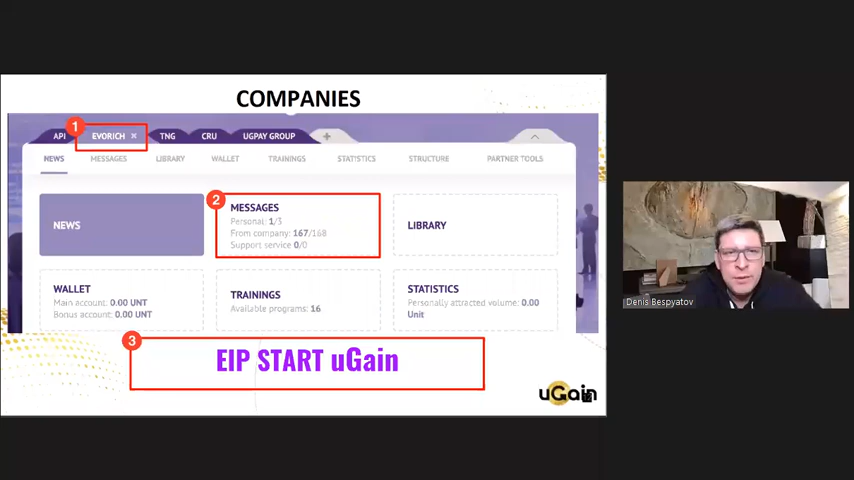 COMPANIES
1
API EVORICH × TNG CRU UGPAY GROUP +
NEWS MESSAGES LIBRARY WALLET TRAININGS STATISTICS STRUCTURE PARTNER TOOLS
NEWS
2
MESSAGES
Personal: 1/3
From company: 167/168
Support service 0/0
LIBRARY
WALLET
Main account: 0.00 UNT
Bonus account: 0.00 UNT
TRAININGS
Available programs: 16
STATISTICS
Personally attracted volume: 0.00
Unit
3
EIP START uGain
uGain
Denis Bespyatov